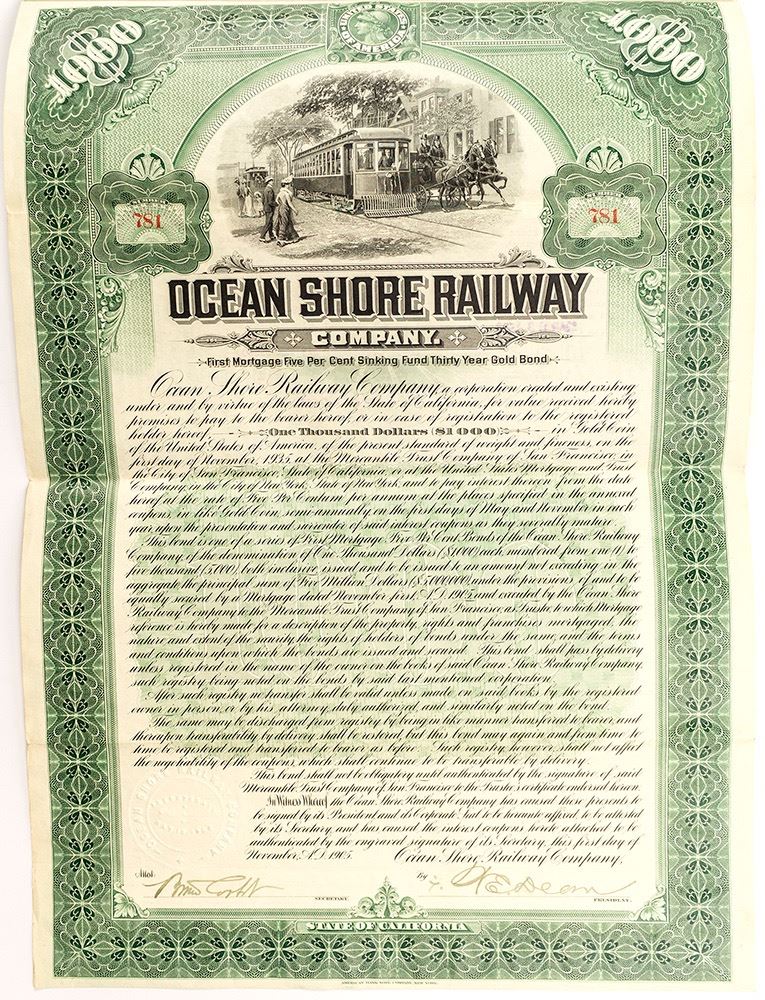 $1000
UNITED STATES OF AMERICA
$1000
781
781
OCEAN SHORE RAILWAY
COMPANY.
First Mortgage Five Per Cent Sinking Fund Thirty Year Gold Bond
Ocean Shore Railway Company, a corporation created and existing
under and by virtue of the laws of the State of California, for value received hereby
promises to pay to the bearer hereof, or in case of registration to the registered
holder hereof, One Thousand Dollars ($1000) in Gold Coin
of the United States of America, of the present standard of weight and fineness, on the
first day of November, 1935, at the Mercantile Trust Company of San Francisco, in
the City of San Francisco, State of California, or at the United States Mortgage and Trust
Company in the City of New York, State of New York, and to pay interest thereon from the date
hereof at the rate of Five Per Centum per annum at the places specified in the annexed
coupons, in like Gold Coin, semi-annually, on the first days of May and November in each
year upon the presentation and surrender of said interest coupons as they severally mature.
This bond is one of a series of First Mortgage Five Per Cent Bonds of the Ocean Shore Railway
Company, of the denomination of One Thousand Dollars ($1000) each, numbered from one (1) to
five thousand (5,000), both inclusive, issued and to be issued to an amount not exceeding in the
aggregate the principal sum of Five Million Dollars ($5,000,000) under the provisions of and to be
equally secured by a Mortgage dated November first, A.D. 1905, and executed by the Ocean Shore
Railway Company to the Mercantile Trust Company of San Francisco, as Trustee, to which Mortgage
reference is hereby made for a description of the property, rights and franchises mortgaged, the
nature and extent of the security, the rights of holders of bonds under the same, and the terms
and conditions upon which the bonds are issued and secured. This bond shall pass by delivery
unless registered in the name of the owner on the books of said Ocean Shore Railway Company,
such registry being noted on the bonds by said last mentioned corporation.
After such registry no transfer shall be valid unless made on said books by the registered
owner in person, or by his attorney, duly authorized, and similarly noted on the bond.
The same may be discharged from registry by being in like manner transferred to bearer, and
thereupon transferability by delivery shall be restored, but this bond may again and from time to
time be registered and transferred to bearer as before. Such registry, however, shall not affect
the negotiability of the coupons, which shall continue to be transferable by delivery.
This bond shall not be obligatory until authenticated by the signature of said
Mercantile Trust Company of San Francisco to the Trustee's certificate endorsed hereon.
In Witness Whereof the Ocean Shore Railway Company has caused these presents to
be signed by its President and its Corporate Seal to be hereunto affixed, to be attested
by its Secretary, and has caused the interest coupons hereto attached to be
authenticated by the engraved signature of its Secretary, this first day of
November, A.D. 1905. Ocean Shore Railway Company,
OCEAN SHORE RAILWAY COMPANY
Attest:
By
SECRETARY.
PRESIDENT.
STATE OF CALIFORNIA
AMERICAN BANK NOTE COMPANY, NEW YORK.